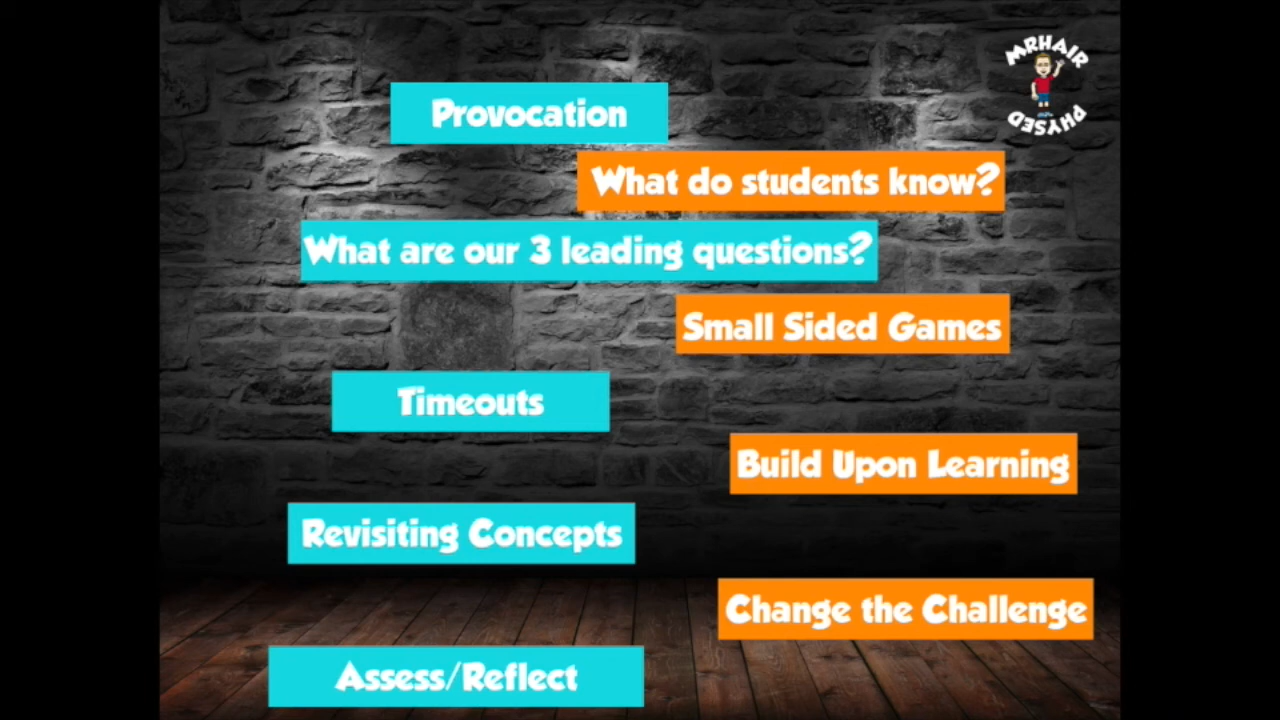 MRHAIR
PHYSED
Provocation
What do students know?
What are our 3 leading questions?
Small Sided Games
Timeouts
Build Upon Learning
Revisiting Concepts
Change the Challenge
Assess/Reflect